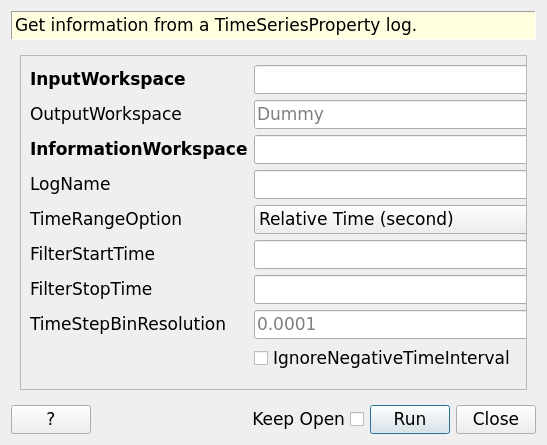 Get information from a TimeSeriesProperty log.
InputWorkspace
OutputWorkspace Dummy
InformationWorkspace
LogName
TimeRangeOption Relative Time (second)
FilterStartTime
FilterStopTime
TimeStepBinResolution 0.0001
IgnoreNegativeTimeInterval
? Keep Open Run Close